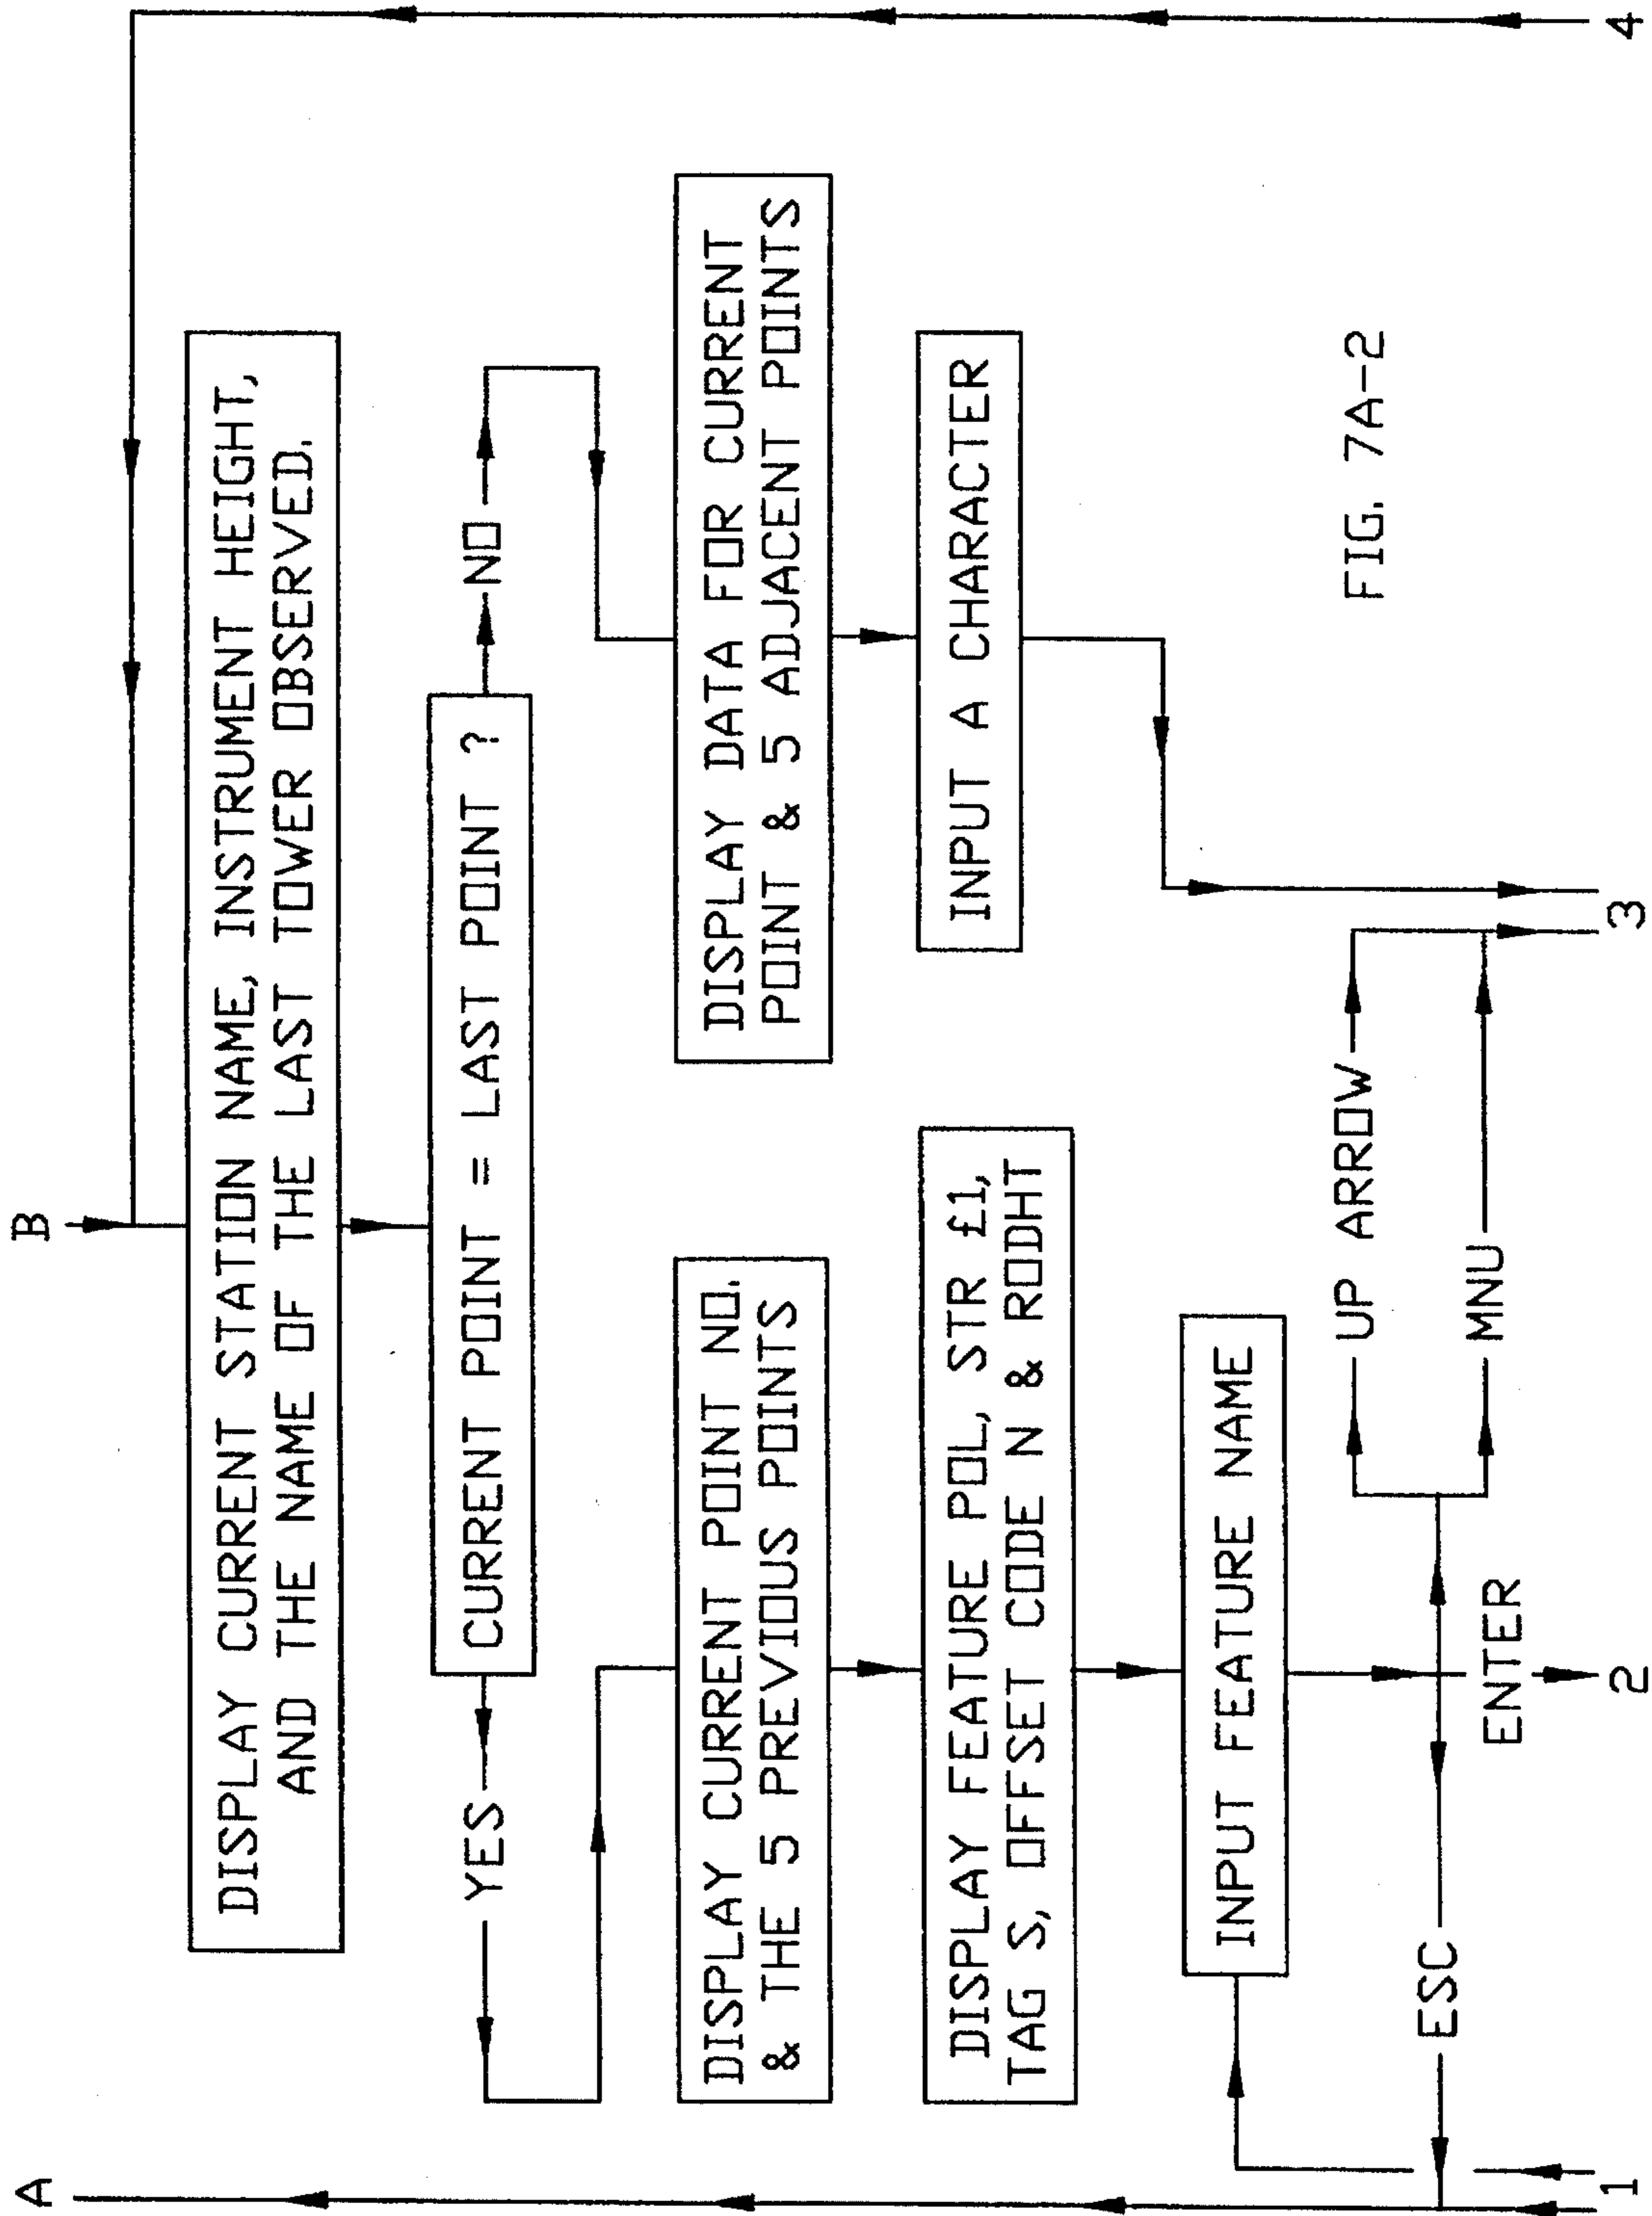 A
B
DISPLAY CURRENT STATION NAME, INSTRUMENT HEIGHT,
AND THE NAME OF THE LAST TOWER OBSERVED.
YES
CURRENT POINT = LAST POINT ?
NO
DISPLAY CURRENT POINT NO.
& THE 5 PREVIOUS POINTS
DISPLAY DATA FOR CURRENT
POINT & 5 ADJACENT POINTS
DISPLAY FEATURE POL, STR £1,
TAG S, OFFSET CODE N & RODHT
INPUT A CHARACTER
INPUT FEATURE NAME
UP ARROW
MNU
ESC
ENTER
FIG. 7A-2
1
2
3
4